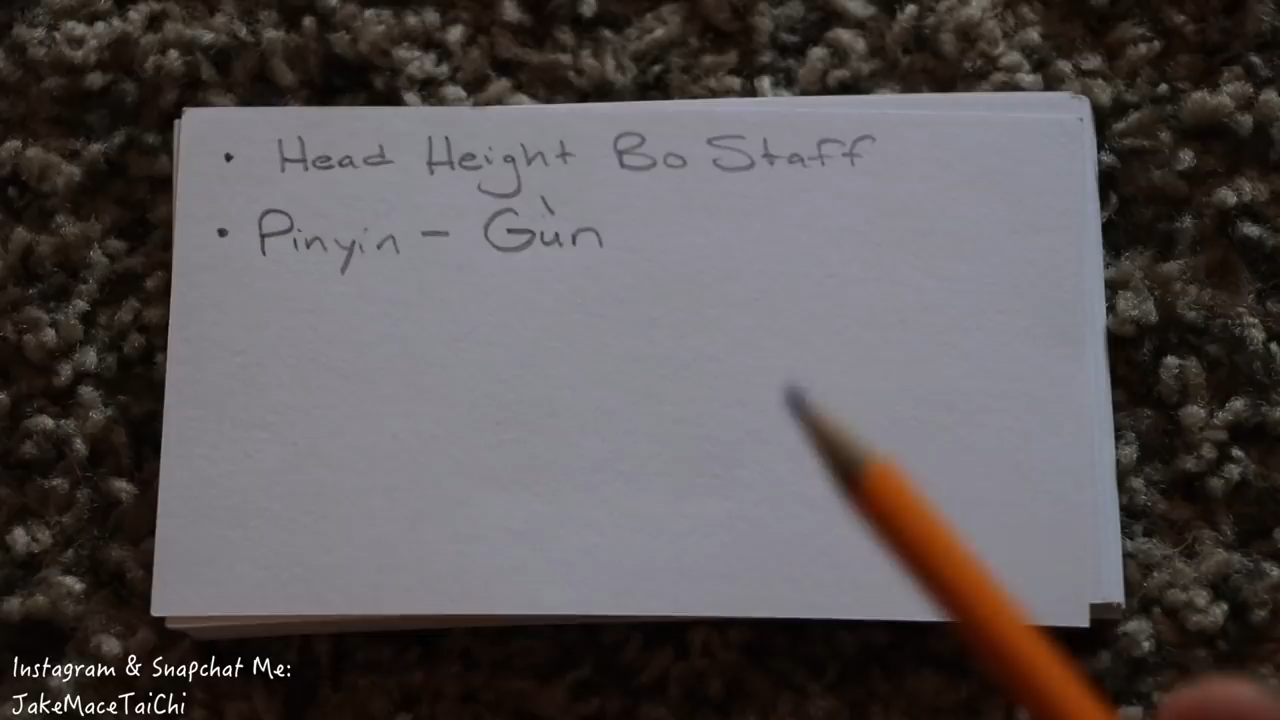 • Head Height Bo Staff
• Pinyin - Gùn
Instagram & Snapchat Me:
JakeMaceTaiChi